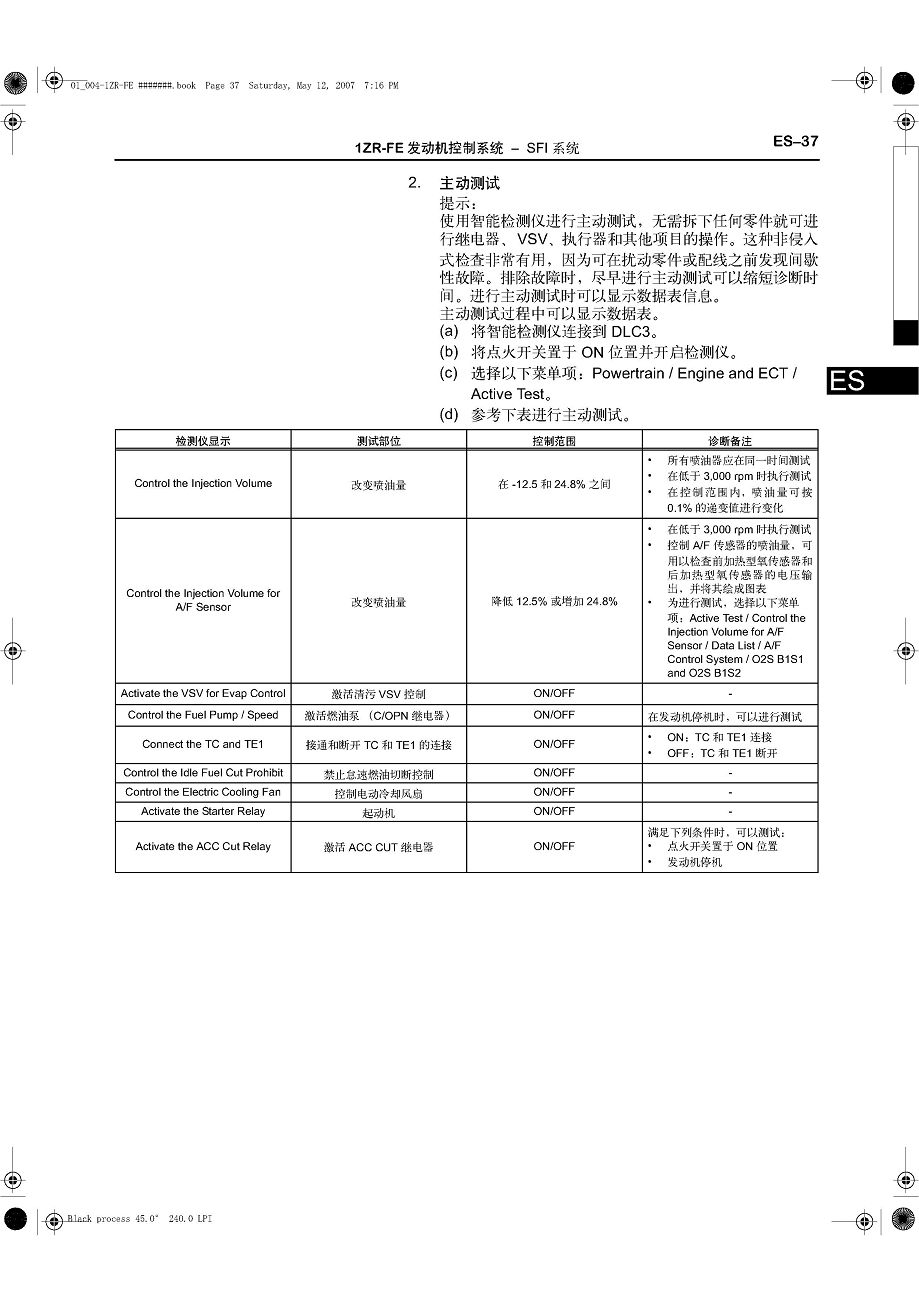 01_004-1ZR-FE #######.book Page 37 Saturday, May 12, 2007 7:16 PM
1ZR-FE 发动机控制系统 – SFI 系统
ES–37
2. 主动测试
提示：
使用智能检测仪进行主动测试，无需拆下任何零件就可进
行继电器、VSV、执行器和其他项目的操作。这种非侵入
式检查非常有用，因为可在扰动零件或配线之前发现间歇
性故障。排除故障时，尽早进行主动测试可以缩短诊断时
间。进行主动测试时可以显示数据表信息。
主动测试过程中可以显示数据表。
(a) 将智能检测仪连接到 DLC3。
(b) 将点火开关置于 ON 位置并开启检测仪。
(c) 选择以下菜单项：Powertrain / Engine and ECT /
Active Test。
(d) 参考下表进行主动测试。
ES
检测仪显示 测试部位 控制范围 诊断备注
Control the Injection Volume 改变喷油量 在 -12.5 和 24.8% 之间
• 所有喷油器应在同一时间测试
• 在低于 3,000 rpm 时执行测试
• 在控制范围内，喷油量可按
0.1% 的递变值进行变化
Control the Injection Volume for
A/F Sensor
改变喷油量
降低 12.5% 或增加 24.8%
• 在低于 3,000 rpm 时执行测试
• 控制 A/F 传感器的喷油量，可
用以检查前加热型氧传感器和
后加热型氧传感器的电压输
出，并将其绘成图表
• 为进行测试，选择以下菜单
项：Active Test / Control the
Injection Volume for A/F
Sensor / Data List / A/F
Control System / O2S B1S1
and O2S B1S2
Activate the VSV for Evap Control 激活清污 VSV 控制 ON/OFF -
Control the Fuel Pump / Speed 激活燃油泵 （C/OPN 继电器） ON/OFF 在发动机停机时，可以进行测试
Connect the TC and TE1 接通和断开 TC 和 TE1 的连接 ON/OFF
• ON：TC 和 TE1 连接
• OFF：TC 和 TE1 断开
Control the Idle Fuel Cut Prohibit 禁止怠速燃油切断控制 ON/OFF -
Control the Electric Cooling Fan 控制电动冷却风扇 ON/OFF -
Activate the Starter Relay 起动机 ON/OFF -
Activate the ACC Cut Relay 激活 ACC CUT 继电器 ON/OFF
满足下列条件时，可以测试：
• 点火开关置于 ON 位置
• 发动机停机
Black process 45.0° 240.0 LPI